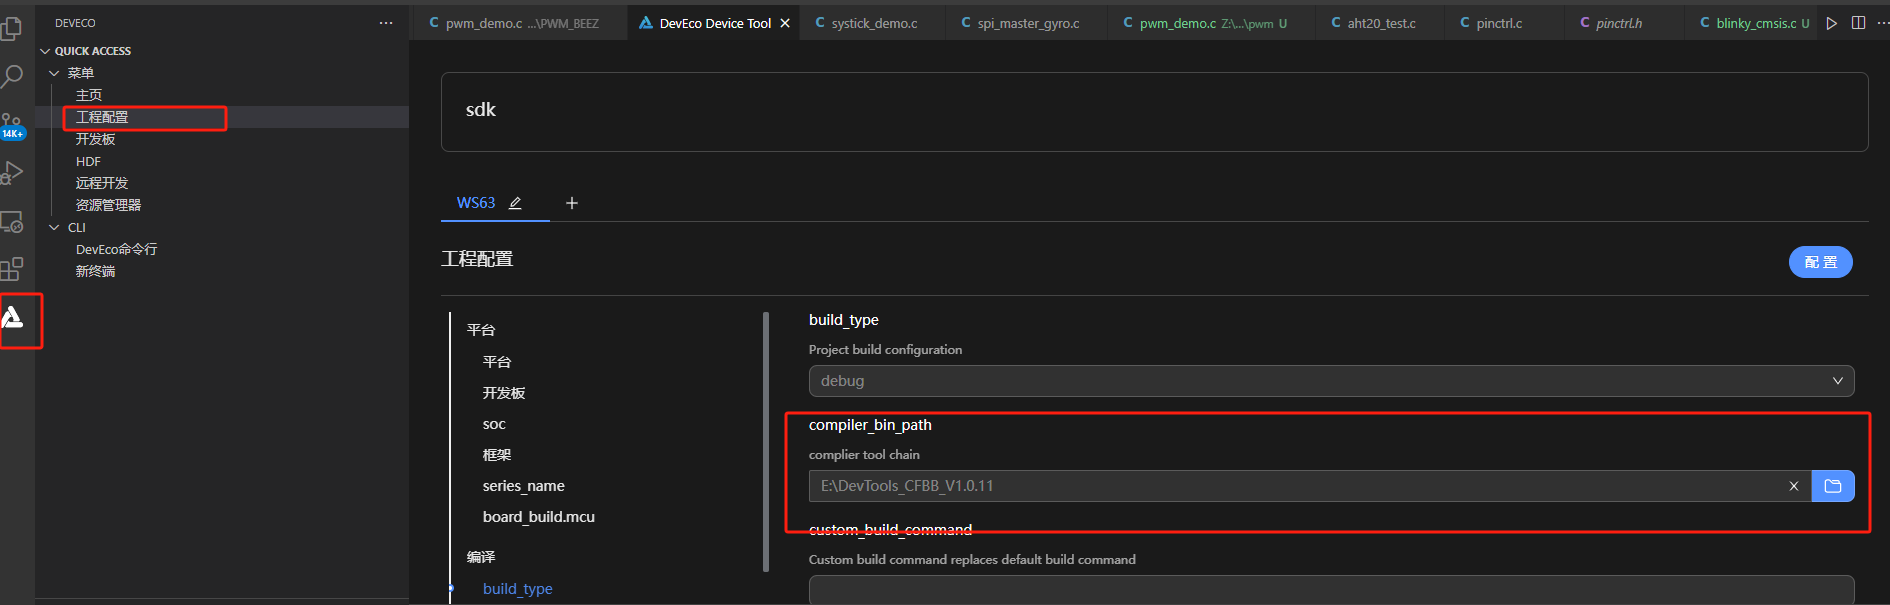 DEVECO
QUICK ACCESS
菜单
主页
工程配置
开发板
HDF
远程开发
资源管理器
CLI
DevEco命令行
新终端
14K+
pwm_demo.c ...\PWM_BEEZ
DevEco Device Tool
systick_demo.c
spi_master_gyro.c
pwm_demo.c Z:\...\pwm U
aht20_test.c
pinctrl.c
pinctrl.h
blinky_cmsis.c U
sdk
WS63
工程配置
配 置
平台
平台
开发板
soc
框架
series_name
board_build.mcu
编译
build_type
build_type
Project build configuration
debug
compiler_bin_path
complier tool chain
E:\DevTools_CFBB_V1.0.11
custom_build_command
Custom build command replaces default build command